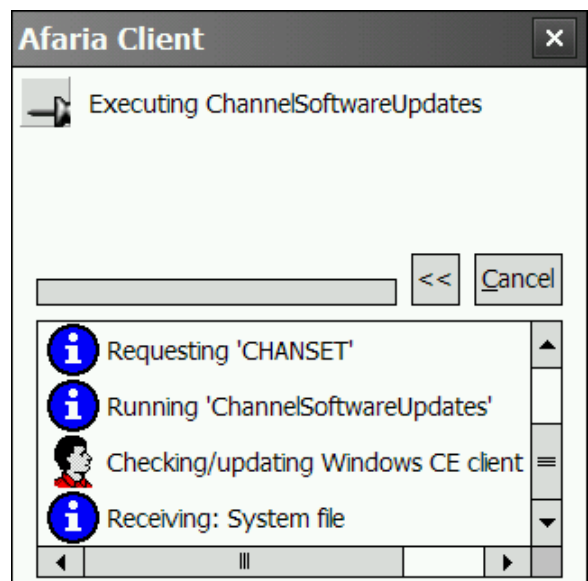 Afaria Client
Executing ChannelSoftwareUpdates
<< Cancel
Requesting 'CHANSET'
Running 'ChannelSoftwareUpdates'
Checking/updating Windows CE client
Receiving: System file